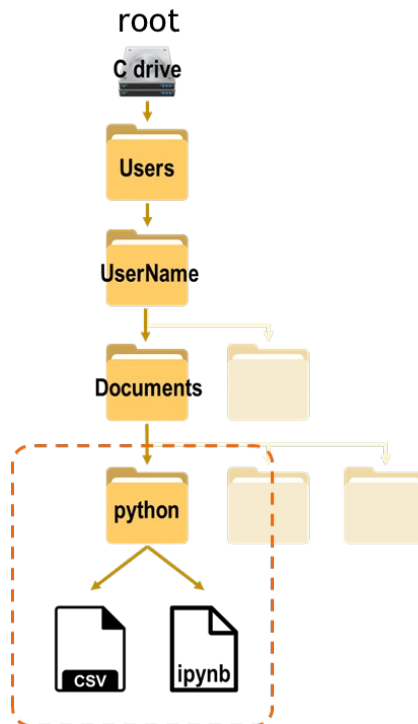 root
C drive
Users
UserName
Documents
python
CSV
ipynb